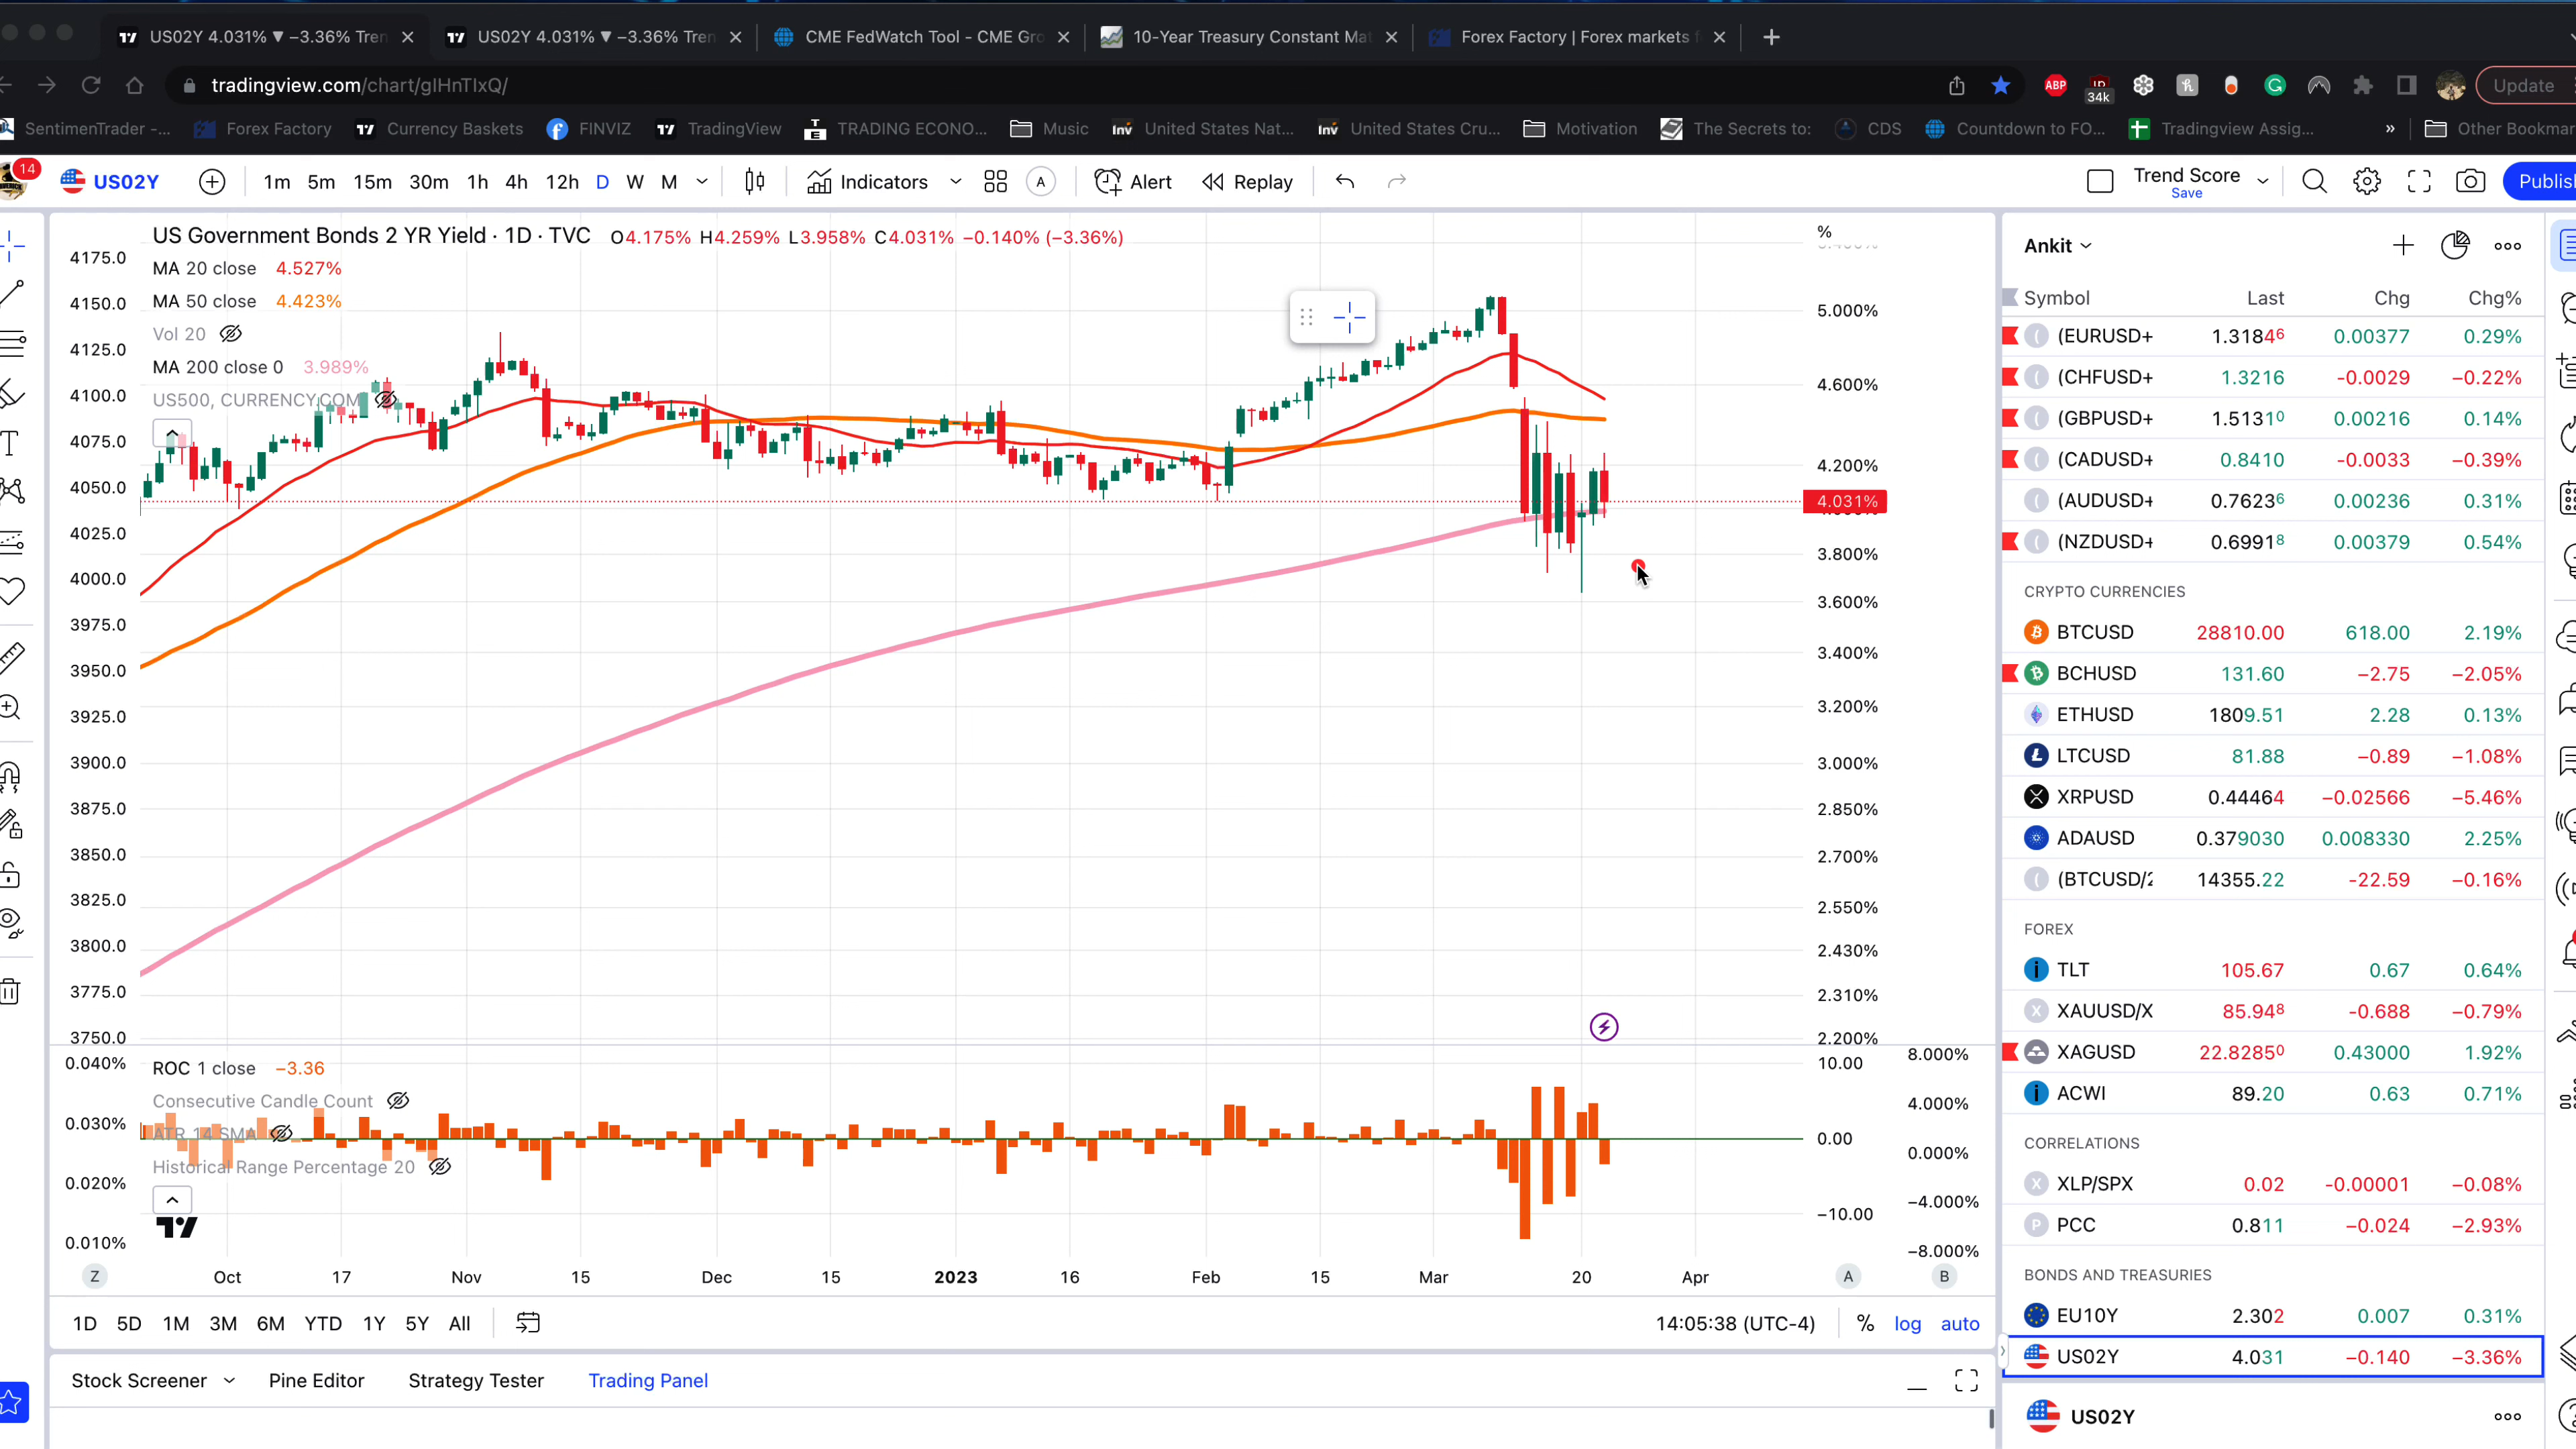 US02Y 4.031% ▼ −3.36% Tren
US02Y 4.031% ▼ −3.36% Tren
CME FedWatch Tool - CME Gro
10-Year Treasury Constant Mat
Forex Factory | Forex markets f
tradingview.com/chart/gIHnTIxQ/
ABP
34k
Update
SentimenTrader -...
Forex Factory
Currency Baskets
FINVIZ
TradingView
TRADING ECONO...
Music
Inv United States Nat...
Inv United States Cru...
Motivation
The Secrets to:
CDS
Countdown to FO...
Tradingview Assig...
»
Other Bookmar
14
US02Y
1m 5m 15m 30m 1h 4h 12h D W M
Indicators
A
Alert
Replay
Trend Score
Save
Publish
US Government Bonds 2 YR Yield · 1D · TVC O4.175% H4.259% L3.958% C4.031% −0.140% (−3.36%)
MA 20 close 4.527%
MA 50 close 4.423%
Vol 20
MA 200 close 0 3.989%
US500, CURRENCYCOM
4175.0
4150.0
4125.0
4100.0
4075.0
4050.0
4025.0
4000.0
3975.0
3950.0
3925.0
3900.0
3875.0
3850.0
3825.0
3800.0
3775.0
3750.0
%
5.000%
4.600%
4.200%
4.031%
3.800%
3.600%
3.400%
3.200%
3.000%
2.850%
2.700%
2.550%
2.430%
2.310%
2.200%
ROC 1 close −3.36
Consecutive Candle Count
ATR 14 SMA
Historical Range Percentage 20
0.040%
0.030%
0.020%
0.010%
10.00
0.00
−10.00
8.000%
4.000%
0.000%
−4.000%
−8.000%
Z Oct 17 Nov 15 Dec 15 2023 16 Feb 15 Mar 20 Apr A B
1D 5D 1M 3M 6M YTD 1Y 5Y All
14:05:38 (UTC-4) % log auto
Stock Screener Pine Editor Strategy Tester Trading Panel
Ankit
Symbol Last Chg Chg%
(EURUSD+ 1.31846 0.00377 0.29%
(CHFUSD+ 1.3216 -0.0029 −0.22%
(GBPUSD+ 1.51310 0.00216 0.14%
(CADUSD+ 0.8410 -0.0033 −0.39%
(AUDUSD+ 0.76236 0.00236 0.31%
(NZDUSD+ 0.69918 0.00379 0.54%
CRYPTO CURRENCIES
BTCUSD 28810.00 618.00 2.19%
BCHUSD 131.60 −2.75 −2.05%
ETHUSD 1809.51 2.28 0.13%
LTCUSD 81.88 −0.89 −1.08%
XRPUSD 0.44464 −0.02566 −5.46%
ADAUSD 0.379030 0.008330 2.25%
(BTCUSD/2 14355.22 -22.59 −0.16%
FOREX
TLT 105.67 0.67 0.64%
XAUUSD/X 85.948 -0.688 −0.79%
XAGUSD 22.82850 0.43000 1.92%
ACWI 89.20 0.63 0.71%
CORRELATIONS
XLP/SPX 0.02 -0.00001 −0.08%
PCC 0.811 −0.024 −2.93%
BONDS AND TREASURIES
EU10Y 2.302 0.007 0.31%
US02Y 4.031 −0.140 −3.36%
US02Y